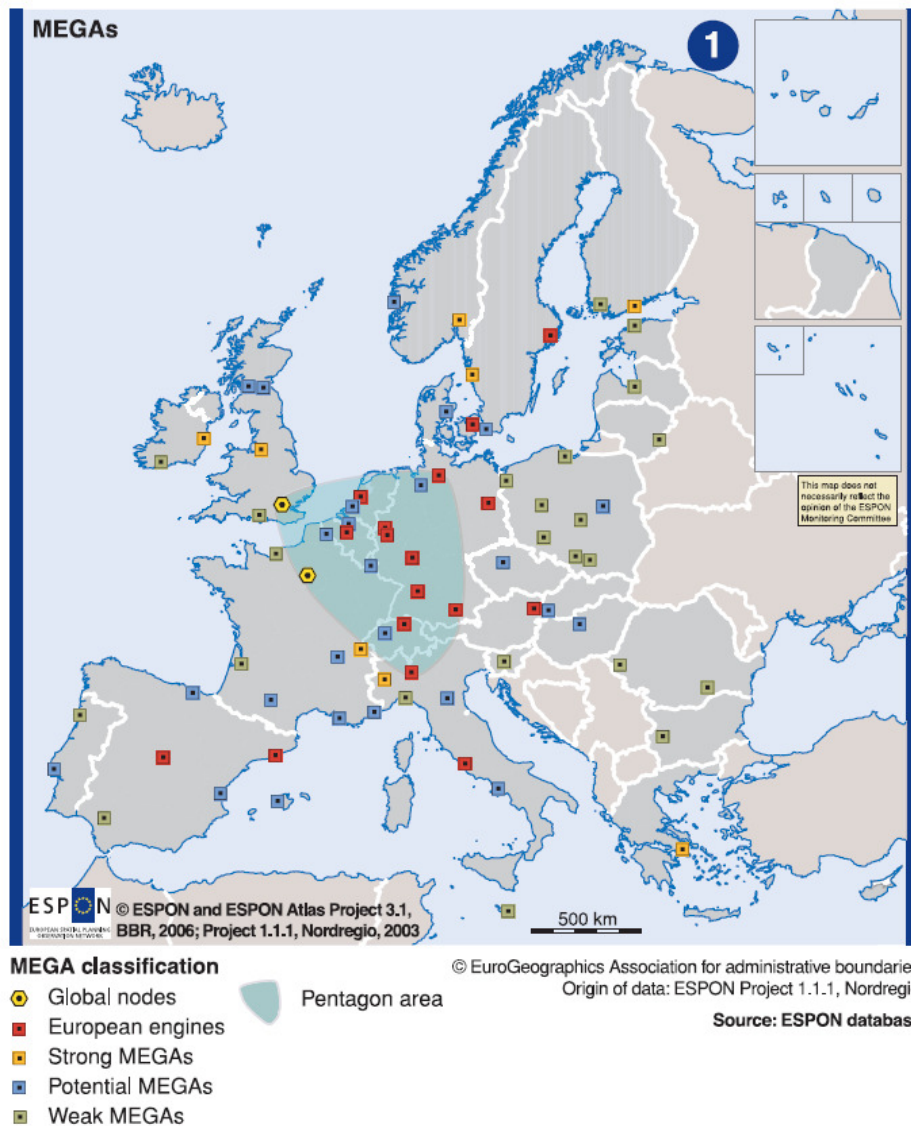 MEGAs
1
This map does not
necessarily reflect the
opinion of the ESPON
Monitoring Committee
ESPON
EUROPEAN SPATIAL PLANNING
OBSERVATION NETWORK
© ESPON and ESPON Atlas Project 3.1,
BBR, 2006; Project 1.1.1, Nordregio, 2003
500 km
MEGA classification
Global nodes
European engines
Strong MEGAs
Potential MEGAs
Weak MEGAs
Pentagon area
© EuroGeographics Association for administrative boundarie
Origin of data: ESPON Project 1.1.1, Nordregi
Source: ESPON databas